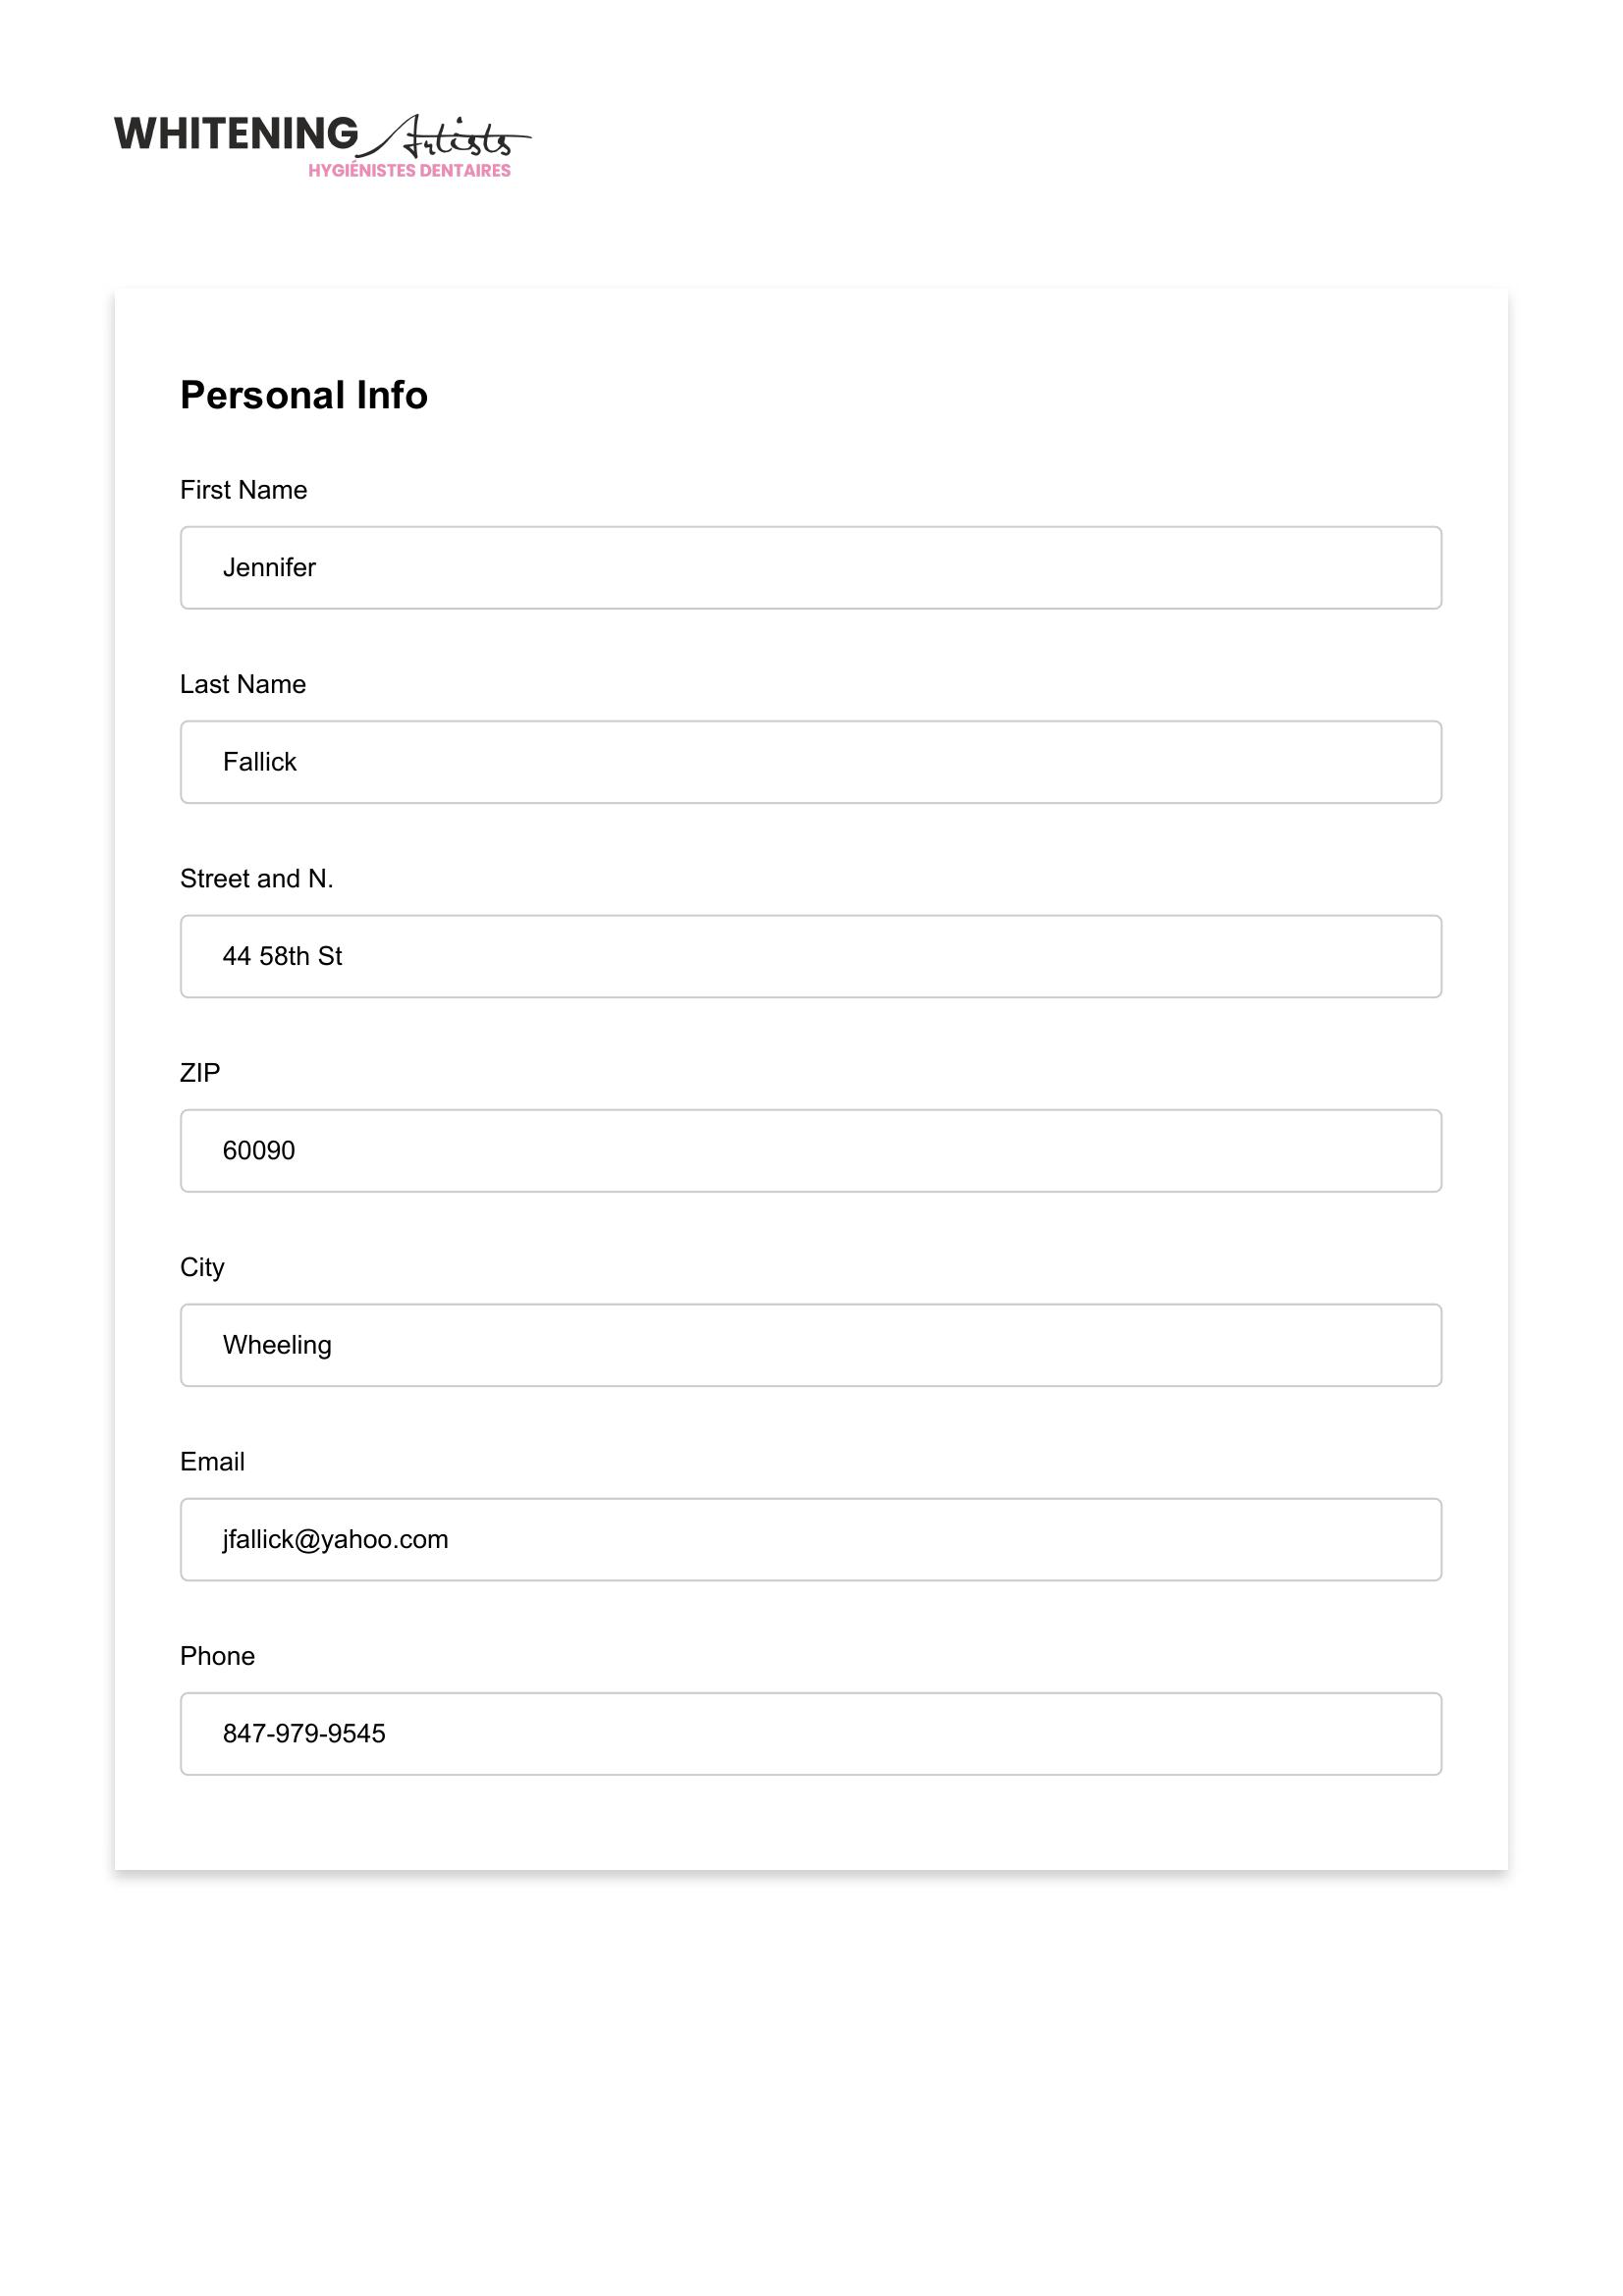 WHITENING Artists
HYGIÉNISTES DENTAIRES
Personal Info
First Name
Jennifer
Last Name
Fallick
Street and N.
44 58th St
ZIP
60090
City
Wheeling
Email
jfallick@yahoo.com
Phone
847-979-9545